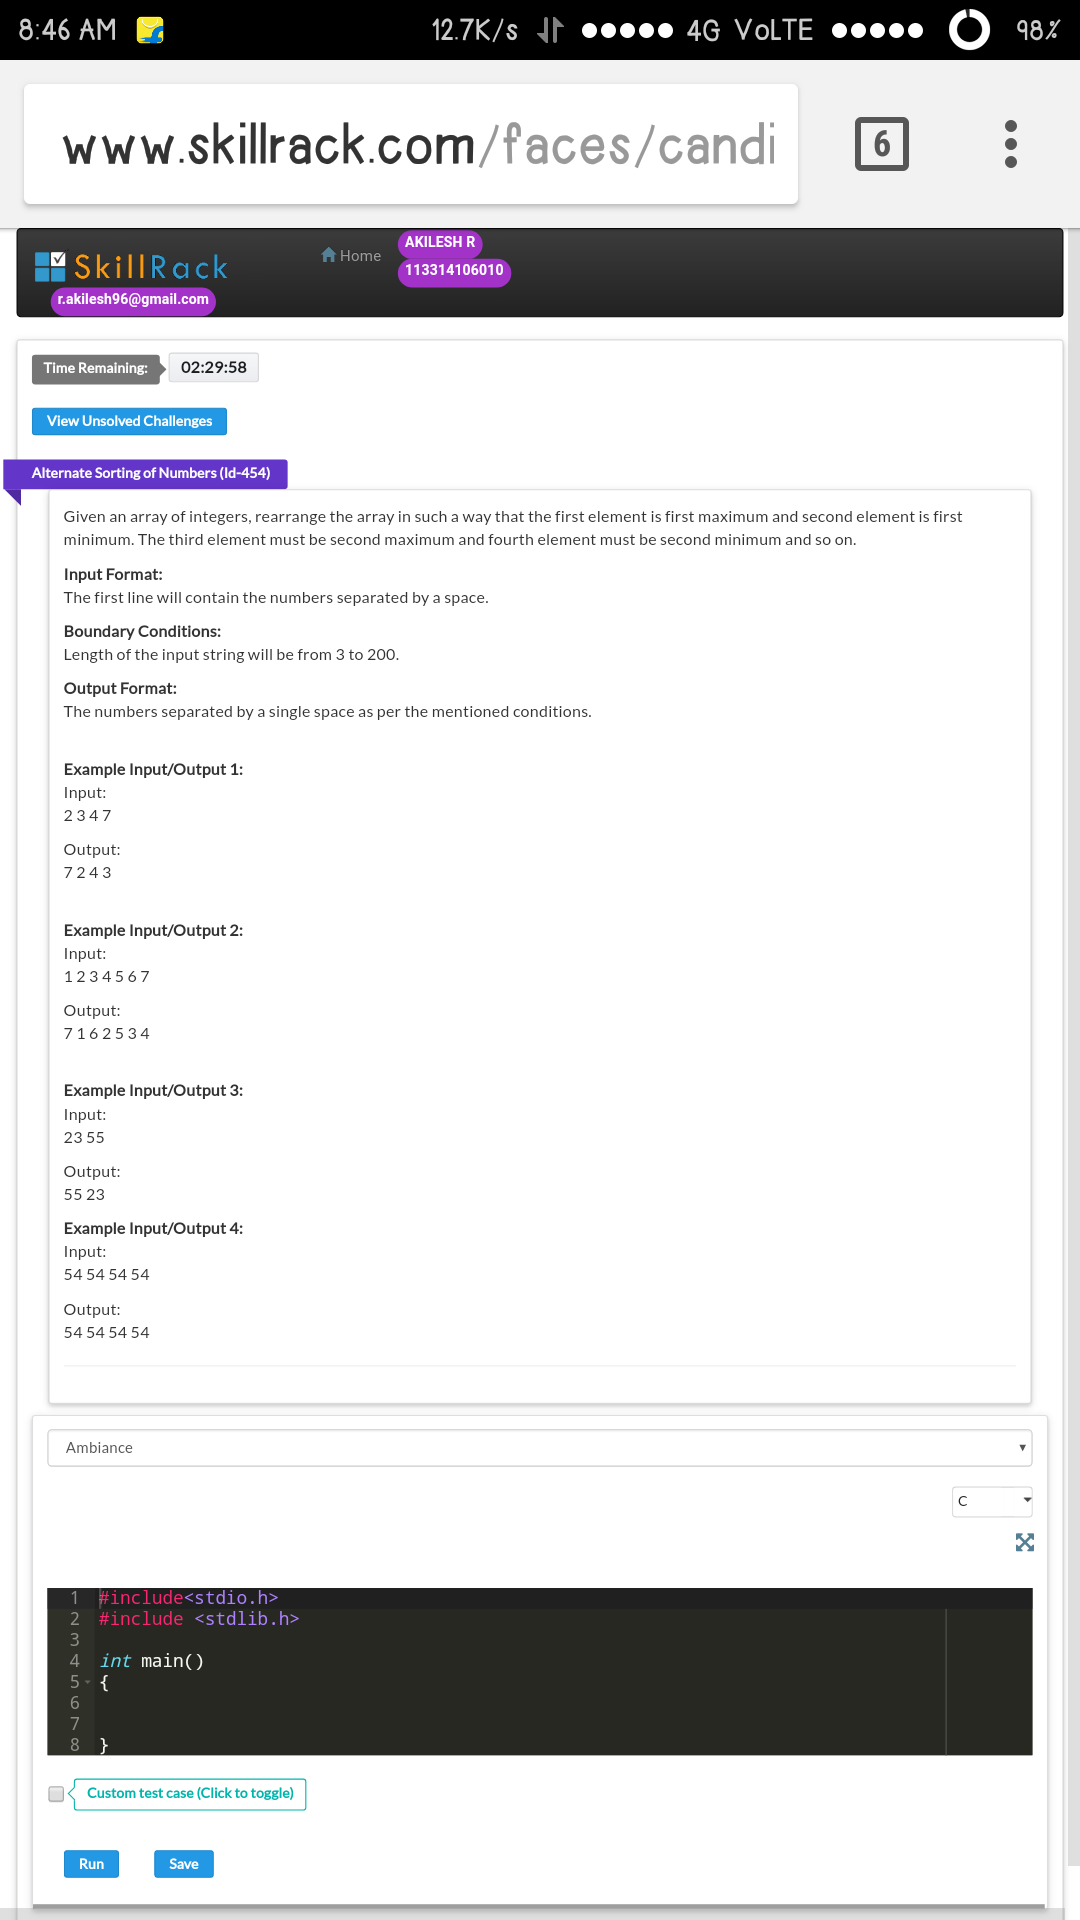 8:46 AM 12.7K/s 4G VoLTE 98%
www.skillrack.com/faces/candi 6
SkillRack Home AKILESH R
113314106010
r.akilesh96@gmail.com
Time Remaining: 02:29:58
View Unsolved Challenges
Alternate Sorting of Numbers (Id-454)
Given an array of integers, rearrange the array in such a way that the first element is first maximum and second element is first
minimum. The third element must be second maximum and fourth element must be second minimum and so on.
Input Format:
The first line will contain the numbers separated by a space.
Boundary Conditions:
Length of the input string will be from 3 to 200.
Output Format:
The numbers separated by a single space as per the mentioned conditions.
Example Input/Output 1:
Input:
2 3 4 7
Output:
7 2 4 3
Example Input/Output 2:
Input:
1 2 3 4 5 6 7
Output:
7 1 6 2 5 3 4
Example Input/Output 3:
Input:
23 55
Output:
55 23
Example Input/Output 4:
Input:
54 54 54 54
Output:
54 54 54 54
Ambiance
C
1 #include<stdio.h>
2 #include <stdlib.h>
3
4 int main()
5 {
6
7
8 }
Custom test case (Click to toggle)
Run Save